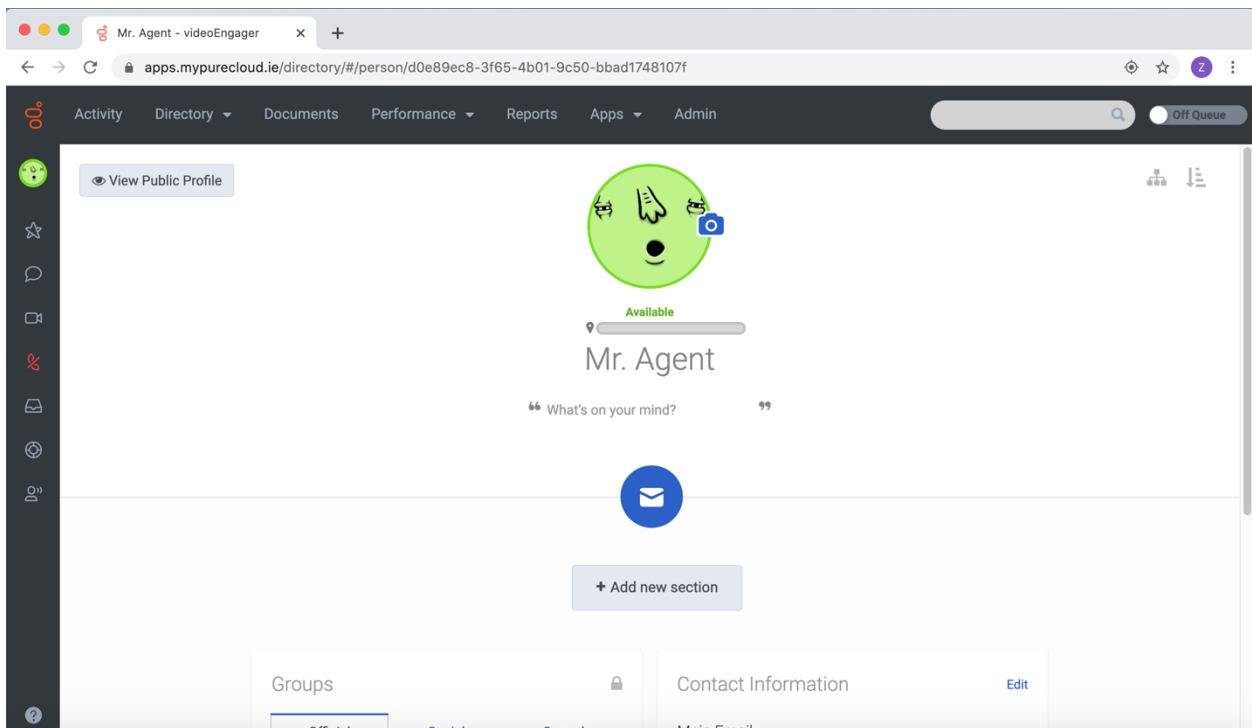 Mr. Agent - videoEngager
apps.mypurecloud.ie/directory/#/person/d0e89ec8-3f65-4b01-9c50-bbad1748107f
Z
Activity Directory Documents Performance Reports Apps Admin
Off Queue
View Public Profile
Available
Mr. Agent
“ What's on your mind? ”
+ Add new section
Groups
Contact Information
Edit